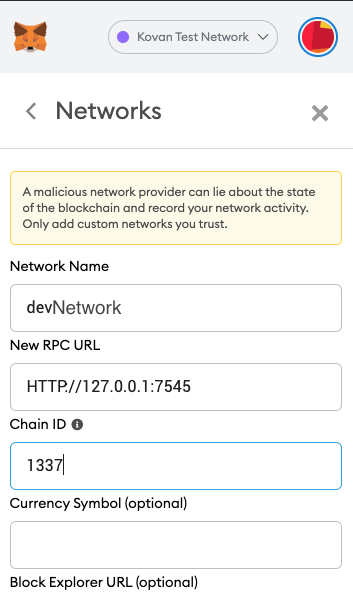 Kovan Test Network
Networks
A malicious network provider can lie about the state
of the blockchain and record your network activity.
Only add custom networks you trust.
Network Name
devNetwork
New RPC URL
HTTP://127.0.0.1:7545
Chain ID
1337
Currency Symbol (optional)
Block Explorer URL (optional)